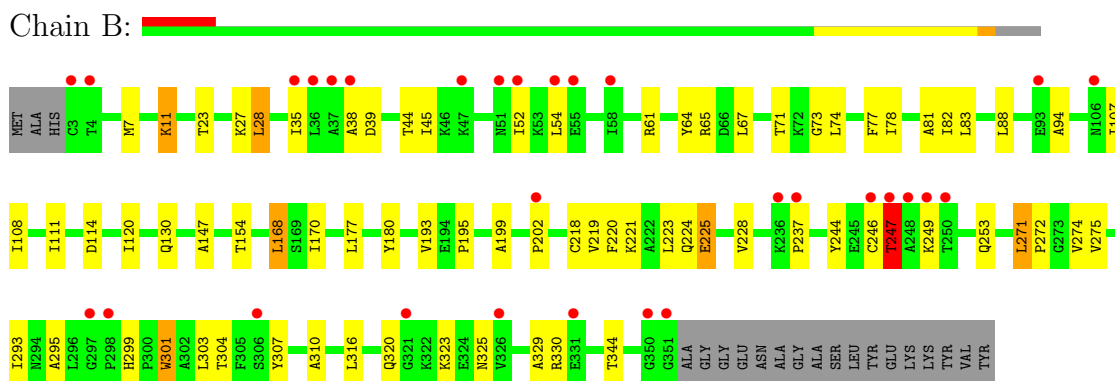 Chain B:
MET ALA HIS C3 T4 M7 K11 T23 K27 L28 I35 L36 A37 A38 D39 T44 I45 K46 K47 N51 I52 K53 L54 E55 I58 R61 Y64 R65 D66 L67 T71 K72 G73 L74 F77 I78 A81 I82 L83 L88 E93 A94 N106 I107
I108 I111 D114 I120 Q130 A147 T154 L168 S169 I170 L177 Y180 V193 E194 P195 A199 P202 C218 V219 F220 K221 A222 L223 Q224 E225 V228 K236 P237 Y244 E245 C246 T247 A248 K249 T250 Q253 L271 P272 G273 V274 V275
I293 N294 A295 L296 G297 P298 H299 P300 W301 A302 L303 T304 F305 S306 Y307 A310 L316 Q320 G321 K322 K323 E324 N325 V326 A329 R330 E331 T344 G350 G351 ALA GLY GLY GLU ASN ALA GLY ALA SER LEU TYR GLU LYS LYS TYR VAL TYR